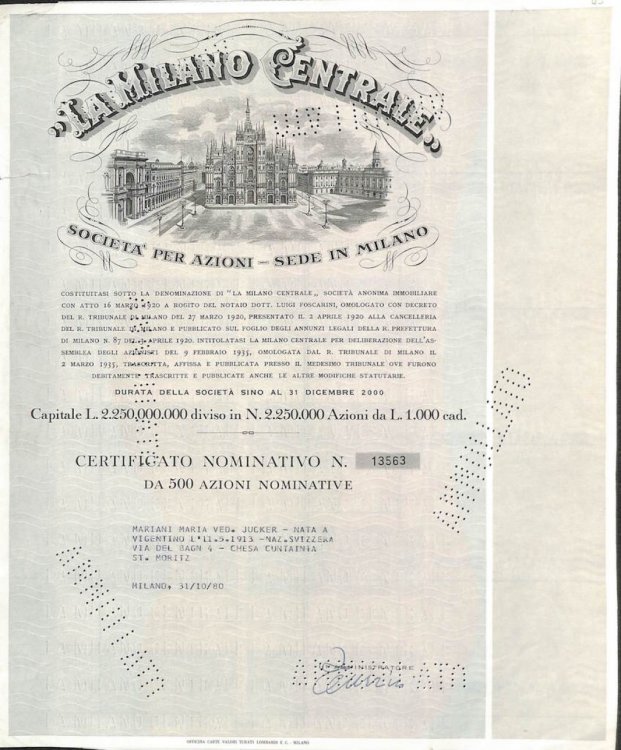 „LA MILANO CENTRALE„
SOCIETA' PER AZIONI - SEDE IN MILANO
COSTITUITASI SOTTO LA DENOMINAZIONE DI "LA MILANO CENTRALE„ SOCIETÀ ANONIMA IMMOBILIARE
CON ATTO 16 MARZO 1920 A ROGITO DEL NOTAIO DOTT. LUIGI FOSCARINI, OMOLOGATO CON DECRETO
DEL R. TRIBUNALE DI MILANO DEL 27 MARZO 1920, PRESENTATO IL 2 APRILE 1920 ALLA CANCELLERIA
DEL R. TRIBUNALE DI MILANO E PUBBLICATO SUL FOGLIO DEGLI ANNUNZI LEGALI DELLA R. PREFETTURA
DI MILANO N. 87 DEL APRILE 1920. INTITOLATASI LA MILANO CENTRALE PER DELIBERAZIONE DELL'AS-
SEMBLEA DEGLI AZIONISTI DEL 9 FEBBRAIO 1935, OMOLOGATA DAL R. TRIBUNALE DI MILANO IL
2 MARZO 1935, TRASCRITTA, AFFISSA E PUBBLICATA PRESSO IL MEDESIMO TRIBUNALE OVE FURONO
DEBITAMENTE TRASCRITTE E PUBBLICATE ANCHE LE ALTRE MODIFICHE STATUTARIE.
DURATA DELLA SOCIETÀ SINO AL 31 DICEMBRE 2000
Capitale L. 2.250.000.000 diviso in N. 2.250.000 Azioni da L. 1.000 cad.
CERTIFICATO NOMINATIVO N. 13563
DA 500 AZIONI NOMINATIVE
MARIANI MARIA VED. JUCKER - NATA A
VIGENTINO L'11.5.1913 -NAZ.SVIZZERA
VIA DEL BAGN 4 - CHESA CUNTAINIA
ST. MORITZ
MILANO, 31/10/80
AMMINISTRATORE
ANNULLATO
OFFICINA CARTE VALORI TURATI LOMBARDI E C. - MILANO